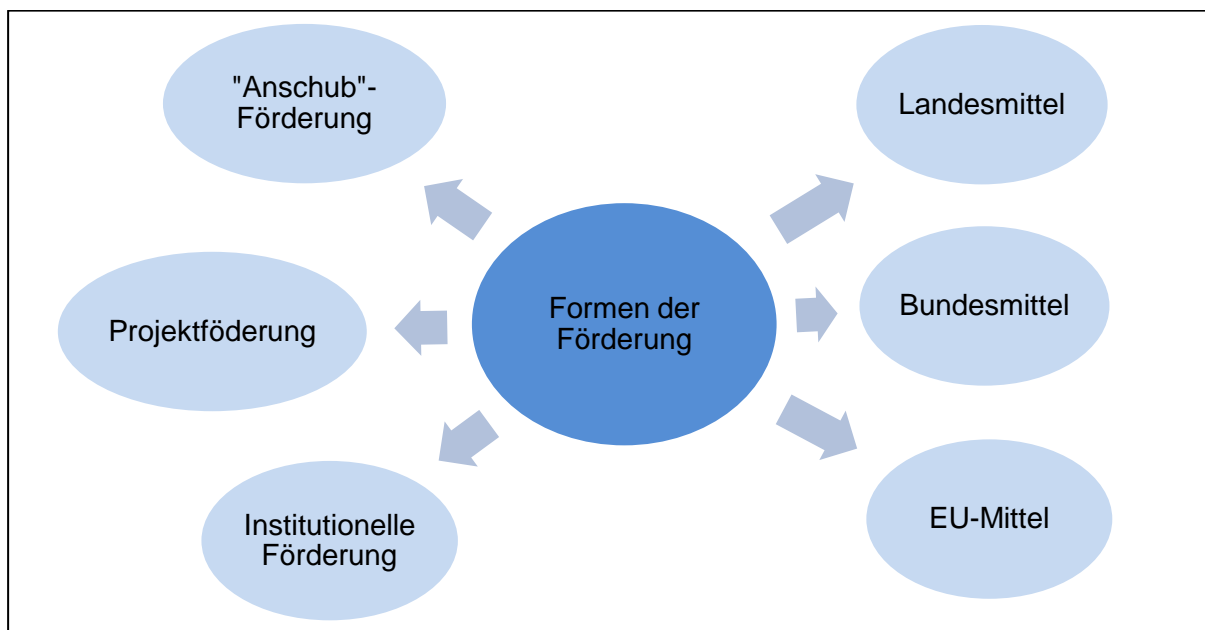 "Anschub"-
Förderung
Landesmittel
Projektföderung
Formen der
Förderung
Bundesmittel
Institutionelle
Förderung
EU-Mittel